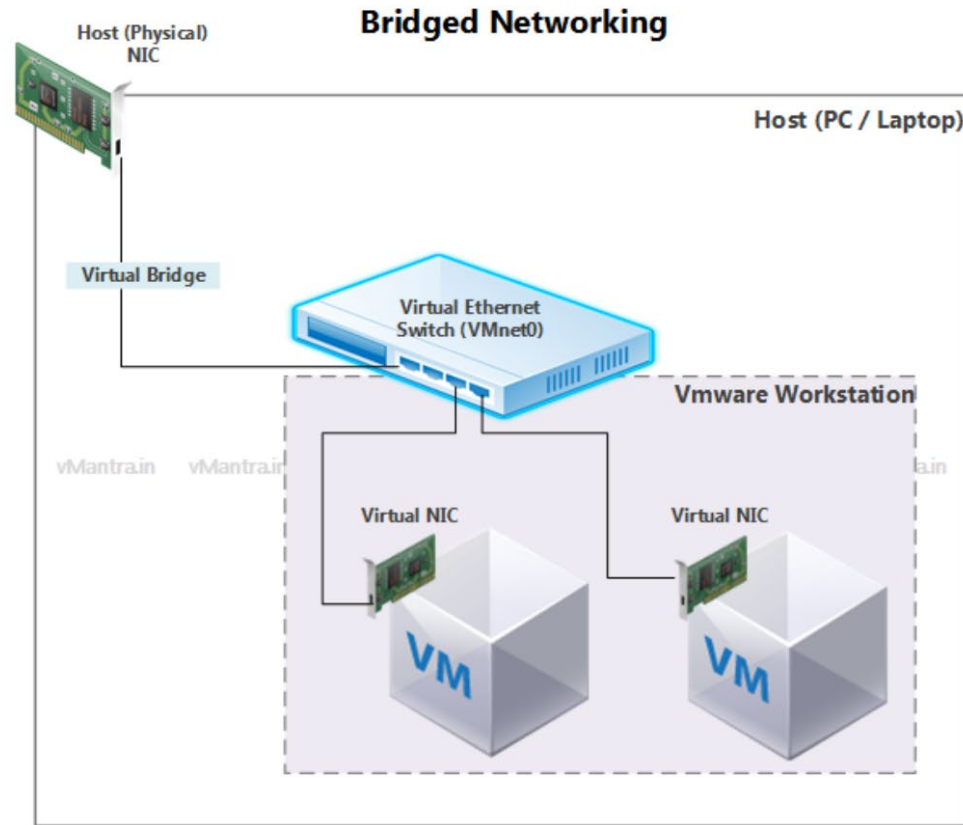 Bridged Networking
Host (Physical)
NIC
Host (PC / Laptop)
Virtual Bridge
Virtual Ethernet
Switch (VMnet0)
Vmware Workstation
vMantra.in vMantra.in
a.in
Virtual NIC
Virtual NIC
VM
VM